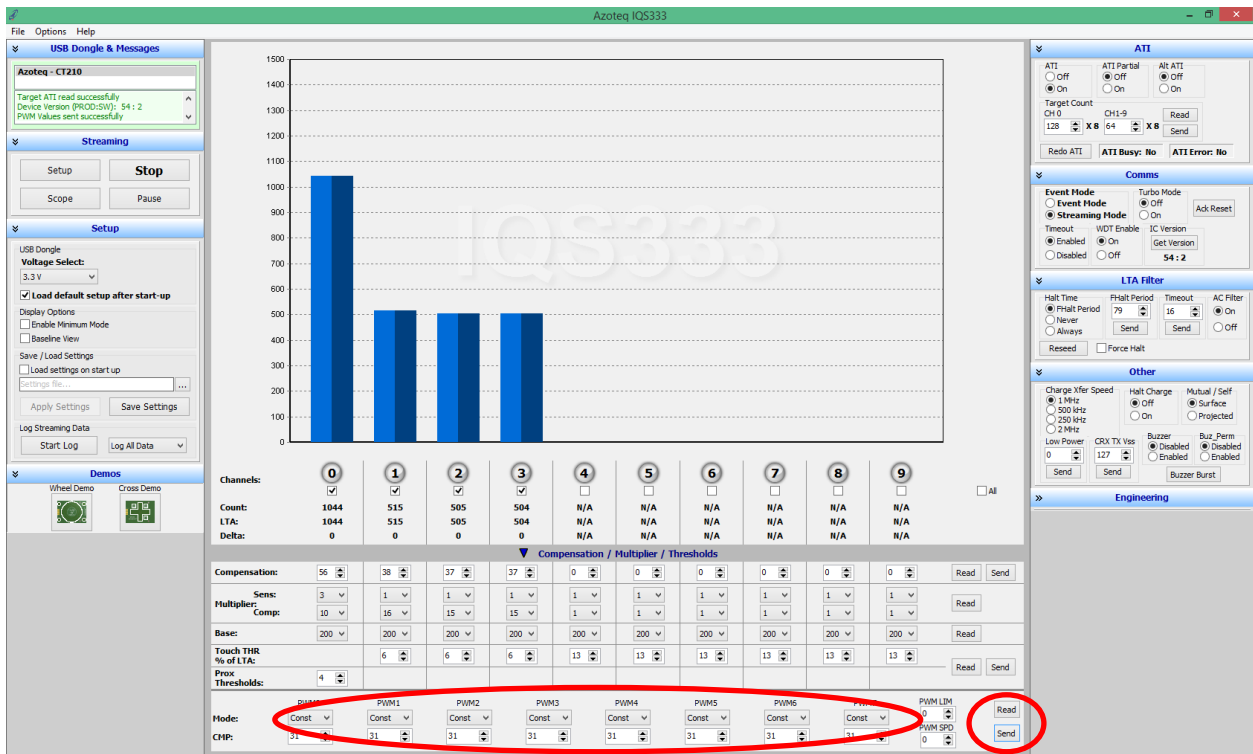 Azoteq IQS333
File Options Help
USB Dongle & Messages
Azoteq - CT210
Target ATI read successfully
Device Version (PROD:SW): 54 : 2
PWM Values sent successfully
Streaming
Setup Stop
Scope Pause
Setup
USB Dongle
Voltage Select:
3.3 V
Load default setup after start-up
Display Options
Enable Minimum Mode
Baseline View
Save / Load Settings
Load settings on start up
Settings file... ...
Apply Settings Save Settings
Log Streaming Data
Start Log Log All Data
Demos
Wheel Demo Cross Demo
1500
1400
1300
1200
1100
1000
900
800
700
600
500
400
300
200
100
0
IQS333
Channels: 0 1 2 3 4 5 6 7 8 9
All
Count: 1044 515 505 504 N/A N/A N/A N/A N/A N/A
LTA: 1044 515 505 504 N/A N/A N/A N/A N/A N/A
Delta: 0 0 0 0 N/A N/A N/A N/A N/A N/A
Compensation / Multiplier / Thresholds
Compensation: 56 38 37 37 0 0 0 0 0 0 Read Send
Sens: 3 1 1 1 1 1 1 1 1 1
Multiplier: Read
Comp: 10 16 15 15 1 1 1 1 1 1
Base: 200 200 200 200 200 200 200 200 200 200 Read
Touch THR
% of LTA: 6 6 6 13 13 13 13 13 13
Read Send
Prox
Thresholds: 4
PWM1 PWM2 PWM3 PWM4 PWM5 PWM6 PWM LIM
Mode: Const Const Const Const Const Const Const Const 0 Read
PWM SPD
CMP: 31 31 31 31 31 31 31 31 0 Send
ATI
ATI ATI Partial Alt ATI
Off Off Off
On On On
Target Count
CH 0 CH1-9 Read
128 X 8 64 X 8 Send
Redo ATI ATI Busy: No ATI Error: No
Comms
Event Mode Turbo Mode
Event Mode Off
Streaming Mode On Ack Reset
Timeout WDT Enable IC Version
Enabled On Get Version
Disabled Off 54 : 2
LTA Filter
Halt Time FHalt Period Timeout AC Filter
FHalt Period 79 16 On
Never
Always Send Send Off
Reseed Force Halt
Other
Charge Xfer Speed Halt Charge Mutual / Self
1 MHz Off Surface
500 kHz On Projected
250 kHz
2 MHz
Low Power CRX TX Vss Buzzer Buz_Perm
0 127 Disabled Disabled
Enabled Enabled
Send Send Buzzer Burst
Engineering